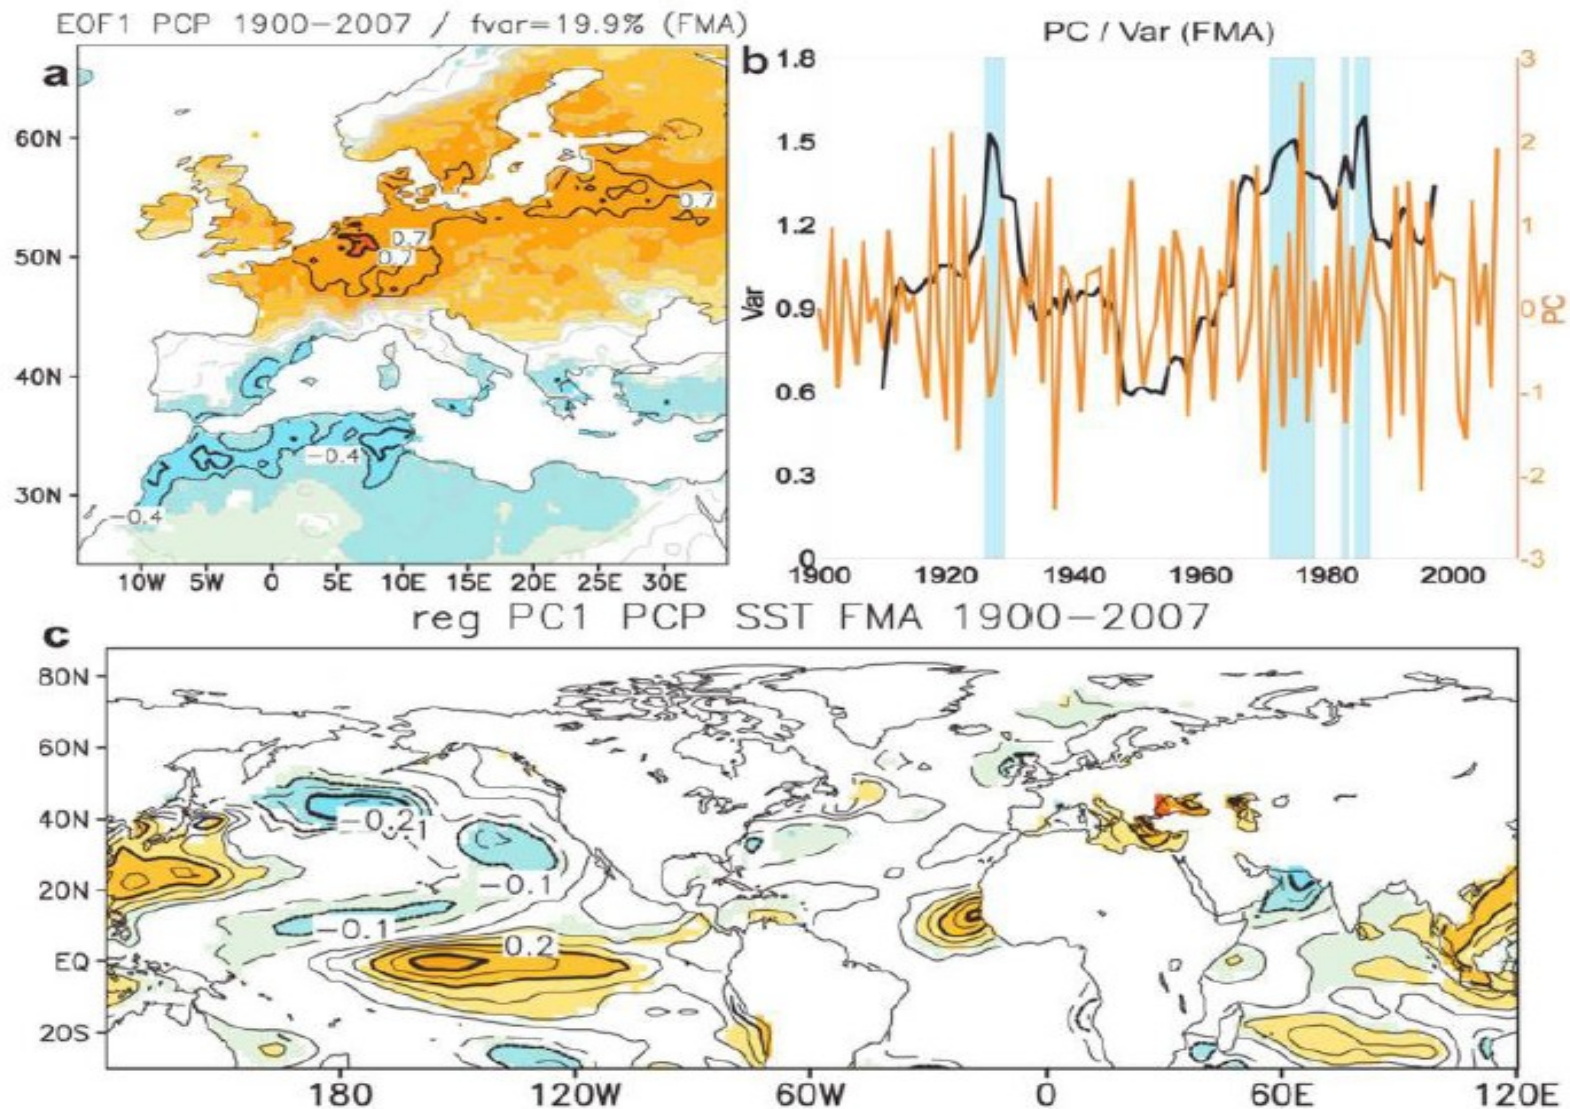 EOF1 PCP 1900−2007 / fvar=19.9% (FMA)
a
60N
50N
40N
30N
0.7
0.7
0.7
−0.4
−0.4
10W 5W 0 5E 10E 15E 20E 25E 30E
PC / Var (FMA)
b
1.8
1.5
1.2
0.9
0.6
0.3
0
Var
3
2
1
0
-1
-2
-3
PC
1900 1920 1940 1960 1980 2000
reg PC1 PCP SST FMA 1900−2007
c
80N
60N
40N
20N
EQ
20S
−0.2
−0.1
−0.1
0.2
180 120W 60W 0 60E 120E